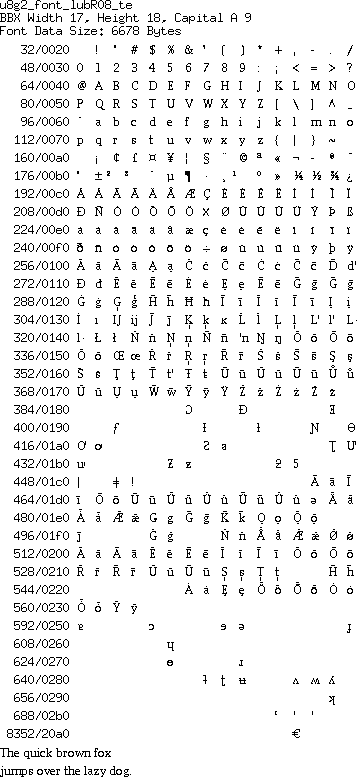 u8g2_font_lubR08_te
BBX Width 17, Height 18, Capital A 9
Font Data Size: 6678 Bytes
32/0020 ! " # $ % & ' ( ) * + , - . /
48/0030 0 1 2 3 4 5 6 7 8 9 : ; < = > ?
64/0040 @ A B C D E F G H I J K L M N O
80/0050 P Q R S T U V W X Y Z [ \ ] ^ _
96/0060 ` a b c d e f g h i j k l m n o
112/0070 p q r s t u v w x y z { | } ~
160/00a0 ¡ ¢ £ ¤ ¥ ¦ § ¨ © ª « ¬ - ® ¯
176/00b0 ° ± ² ³ ´ µ ¶ · ¸ ¹ º » ¼ ½ ¾ ¿
192/00c0 À Á Â Ã Ä Å Æ Ç È É Ê Ë Ì Í Î Ï
208/00d0 Ð Ñ Ò Ó Ô Õ Ö × Ø Ù Ú Û Ü Ý Þ ß
224/00e0 à á â ã ä å æ ç è é ê ë ì í î ï
240/00f0 ð ñ ò ó ô õ ö ÷ ø ù ú û ü ý þ ÿ
256/0100 Ā ā Ă ă Ą ą Ć ć Ĉ ĉ Ċ ċ Č č Ď ď
272/0110 Đ đ Ē ē Ĕ ĕ Ė ė Ę ę Ě ě Ĝ ĝ Ğ ğ
288/0120 Ġ ġ Ģ ģ Ĥ ĥ Ħ ħ Ĩ ĩ Ī ī Ĭ ĭ Į į
304/0130 İ ı Ĳ ĳ Ĵ ĵ Ķ ķ ĸ Ĺ ĺ Ļ ļ Ľ ľ Ŀ
320/0140 ŀ Ł ł Ń ń Ņ ņ Ň ň ŉ Ŋ ŋ Ō ō Ŏ ŏ
336/0150 Ő ő Œ œ Ŕ ŕ Ŗ ŗ Ř ř Ś ś Ŝ ŝ Ş ş
352/0160 Š š Ţ ţ Ť ť Ŧ ŧ Ũ ũ Ū ū Ŭ ŭ Ů ů
368/0170 Ű ű Ų ų Ŵ ŵ Ŷ ŷ Ÿ Ź ź Ż ż Ž ž
384/0180 Ɔ Ɖ Ǝ
400/0190 ƒ Ɨ ƚ Ɲ Ɵ
416/01a0 Ơ ơ ƨ Ʈ Ư
432/01b0 ư Ƶ ƶ ƻ
448/01c0 ǀ ǂ ǃ Ǎ ǎ Ǐ
464/01d0 ǐ Ǒ ǒ Ǔ ǔ Ǖ ǖ Ǘ ǘ Ǚ ǚ Ǜ ǜ ǝ Ǟ ǟ
480/01e0 Ǡ ǡ Ǣ ǣ Ǥ ǥ Ǧ ǧ Ǩ ǩ Ǫ ǫ Ǭ ǭ
496/01f0 ǰ Ǵ ǵ Ǹ ǹ Ǻ ǻ Ǽ ǽ Ǿ ǿ
512/0200 Ȁ ȁ Ȃ ȃ Ȅ ȅ Ȇ ȇ Ȉ ȉ Ȋ ȋ Ȍ ȍ Ȏ ȏ
528/0210 Ȑ ȑ Ȓ ȓ Ȕ ȕ Ȗ ȗ Ș ș Ț ț Ȟ ȟ
544/0220 Ȧ ȧ Ȩ ȩ Ȫ ȫ Ȭ ȭ Ȯ ȯ
560/0230 Ȱ ȱ Ȳ ȳ
592/0250 ɐ ɔ ɘ ə ɟ
608/0260 ɥ
624/0270 ɵ
640/0280 ʇ ʈ ʉ ʌ ʍ ʎ
656/0290
688/02b0
8352/20a0 €
The quick brown fox
jumps over the lazy dog.